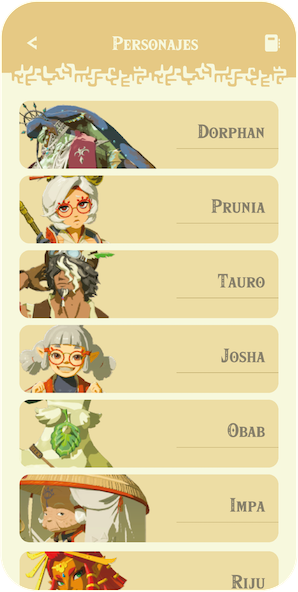 Personajes
Dorphan
Prunia
Tauro
Josha
Obab
Impa
Riju